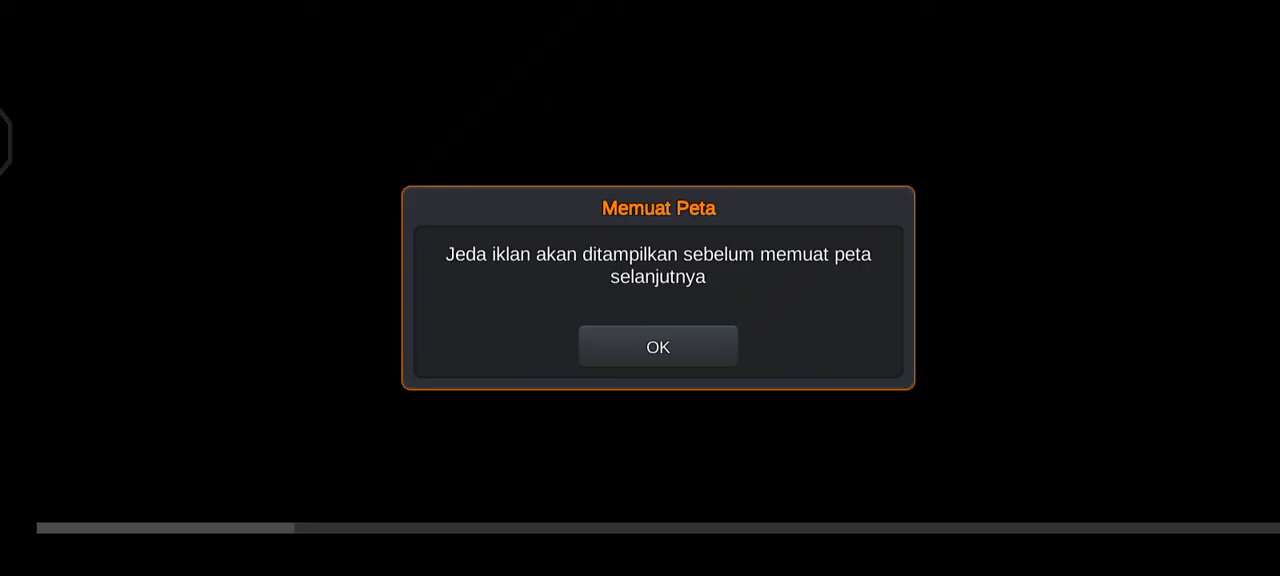 Memuat Peta
Jeda iklan akan ditampilkan sebelum memuat peta
selanjutnya
OK